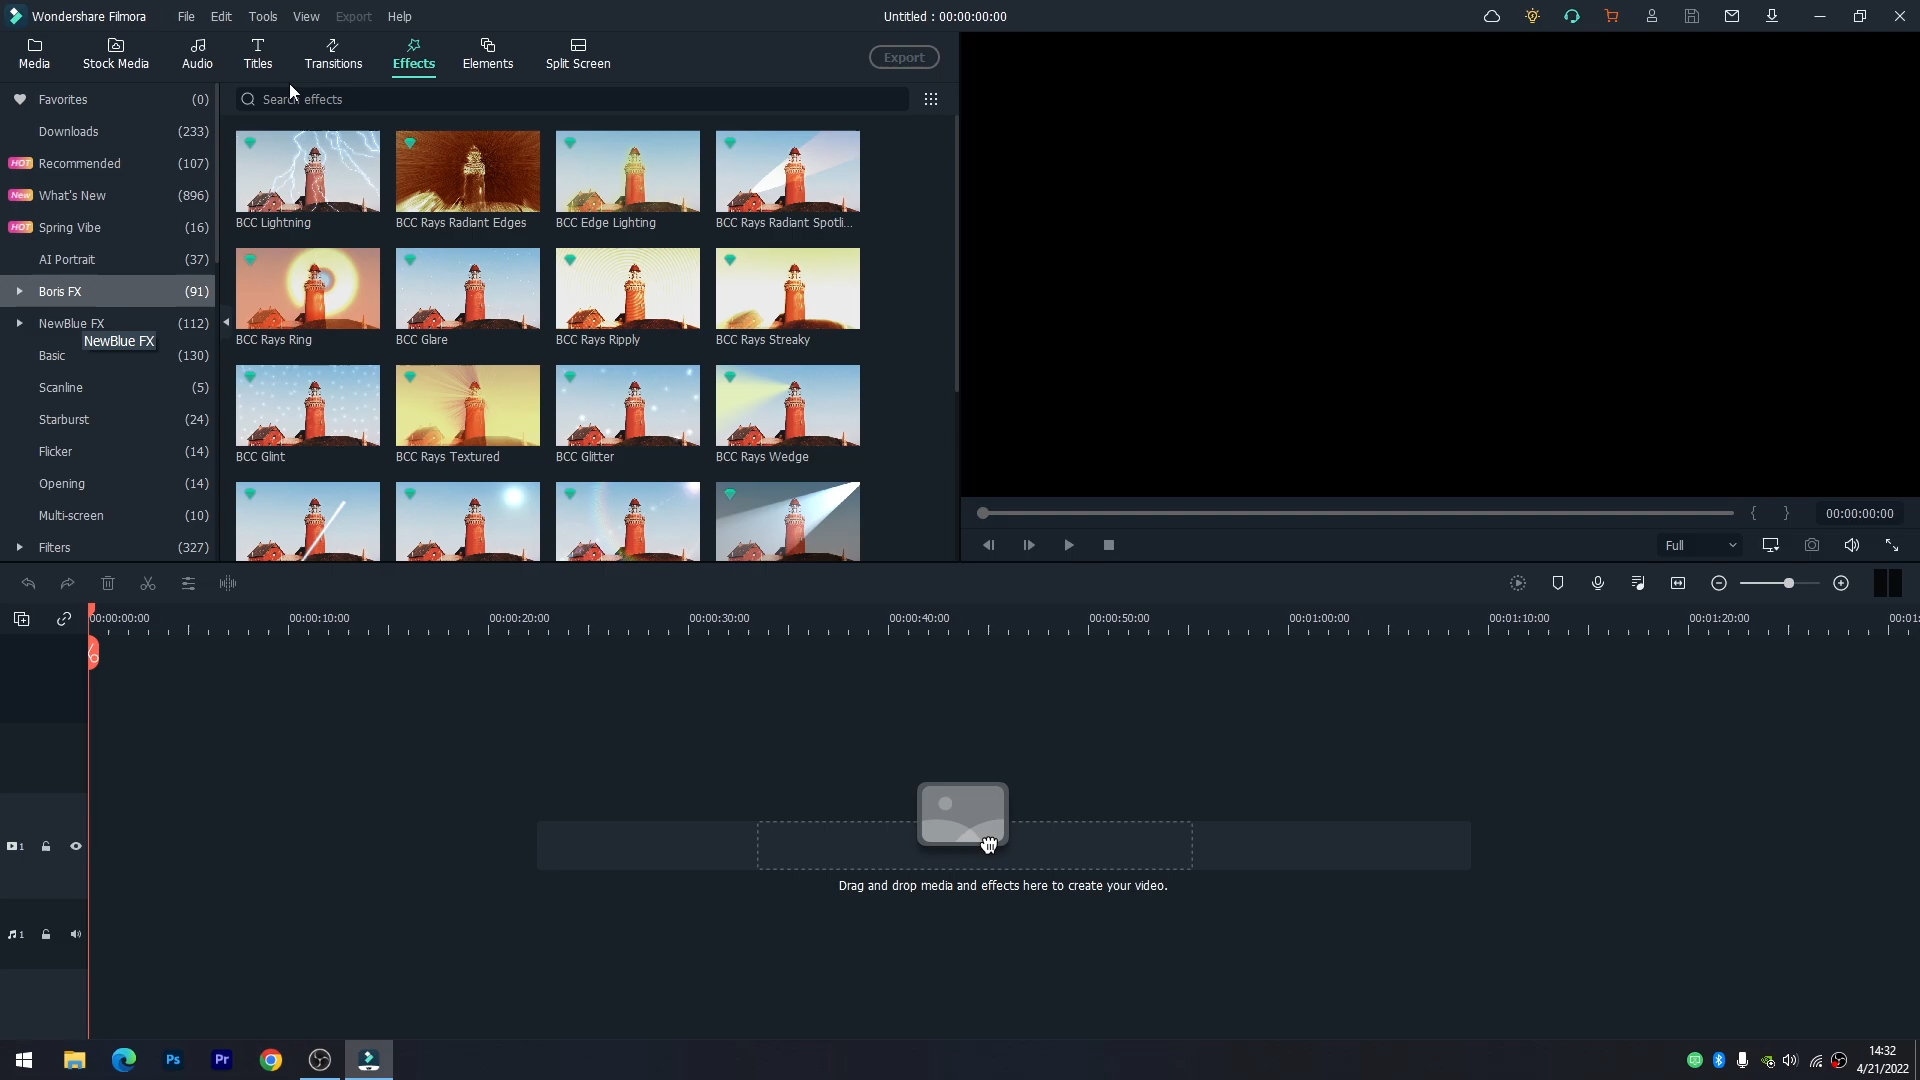 Wondershare Filmora File Edit Tools View Export Help Untitled : 00:00:00:00
Media Stock Media Audio Titles Transitions Effects Elements Split Screen Export
Favorites (0)
Search effects
Downloads (233)
HOT Recommended (107)
New What's New (896)
HOT Spring Vibe (16)
AI Portrait (37)
Boris FX (91)
NewBlue FX (112)
NewBlue FX
Basic (130)
Scanline (5)
Starburst (24)
Flicker (14)
Opening (14)
Multi-screen (10)
Filters (327)
BCC Lightning BCC Rays Radiant Edges BCC Edge Lighting BCC Rays Radiant Spotli...
BCC Rays Ring BCC Glare BCC Rays Ripply BCC Rays Streaky
BCC Glint BCC Rays Textured BCC Glitter BCC Rays Wedge
{ } 00:00:00:00
Full
00:00:00:00 00:00:10:00 00:00:20:00 00:00:30:00 00:00:40:00 00:00:50:00 00:01:00:00 00:01:10:00 00:01:20:00 00:01:
1
Drag and drop media and effects here to create your video.
1
Ps Pr
14:32
4/21/2022